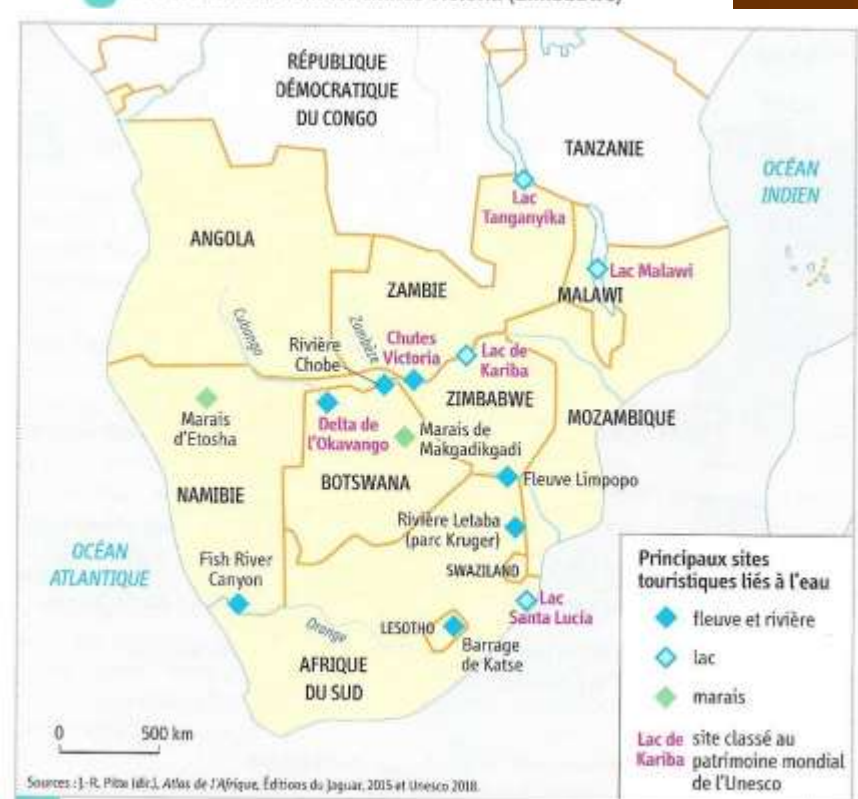 RÉPUBLIQUE
DÉMOCRATIQUE
DU CONGO
TANZANIE
OCÉAN
INDIEN
Lac
Tanganyika
ANGOLA
Lac Malawi
ZAMBIE
MALAWI
Cubango
Zambèze
Rivière
Chobe
Chutes
Victoria
Lac de
Kariba
ZIMBABWE
MOZAMBIQUE
Marais
d'Etosha
Delta de
l'Okavango
Marais de
Makgadikgadi
NAMIBIE
BOTSWANA
Fleuve Limpopo
Rivière Letaba
(parc Kruger)
OCÉAN
ATLANTIQUE
Fish River
Canyon
SWAZILAND
Lac
Santa Lucia
Orange
LESOTHO
Barrage
de Katse
AFRIQUE
DU SUD
0 500 km
Principaux sites
touristiques liés à l'eau
fleuve et rivière
lac
marais
Lac de site classé au
Kariba patrimoine mondial
de l'Unesco
Sources : J.-R. Pitte (dir.), Atlas de l'Afrique, Éditions du Jaguar, 2015 et Unesco 2018.